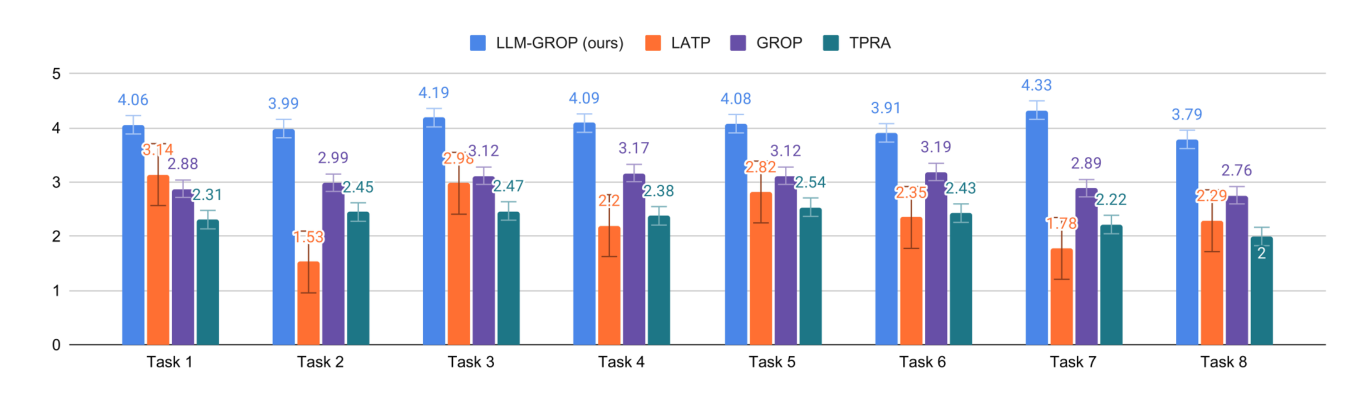 LLM-GROP (ours) LATP GROP TPRA
5
4
3
2
1
0
4.06 3.14 2.88 2.31
3.99 1.53 2.99 2.45
4.19 2.98 3.12 2.47
4.09 2.2 3.17 2.38
4.08 2.82 3.12 2.54
3.91 2.35 3.19 2.43
4.33 1.78 2.89 2.22
3.79 2.29 2.76 2
Task 1 Task 2 Task 3 Task 4 Task 5 Task 6 Task 7 Task 8